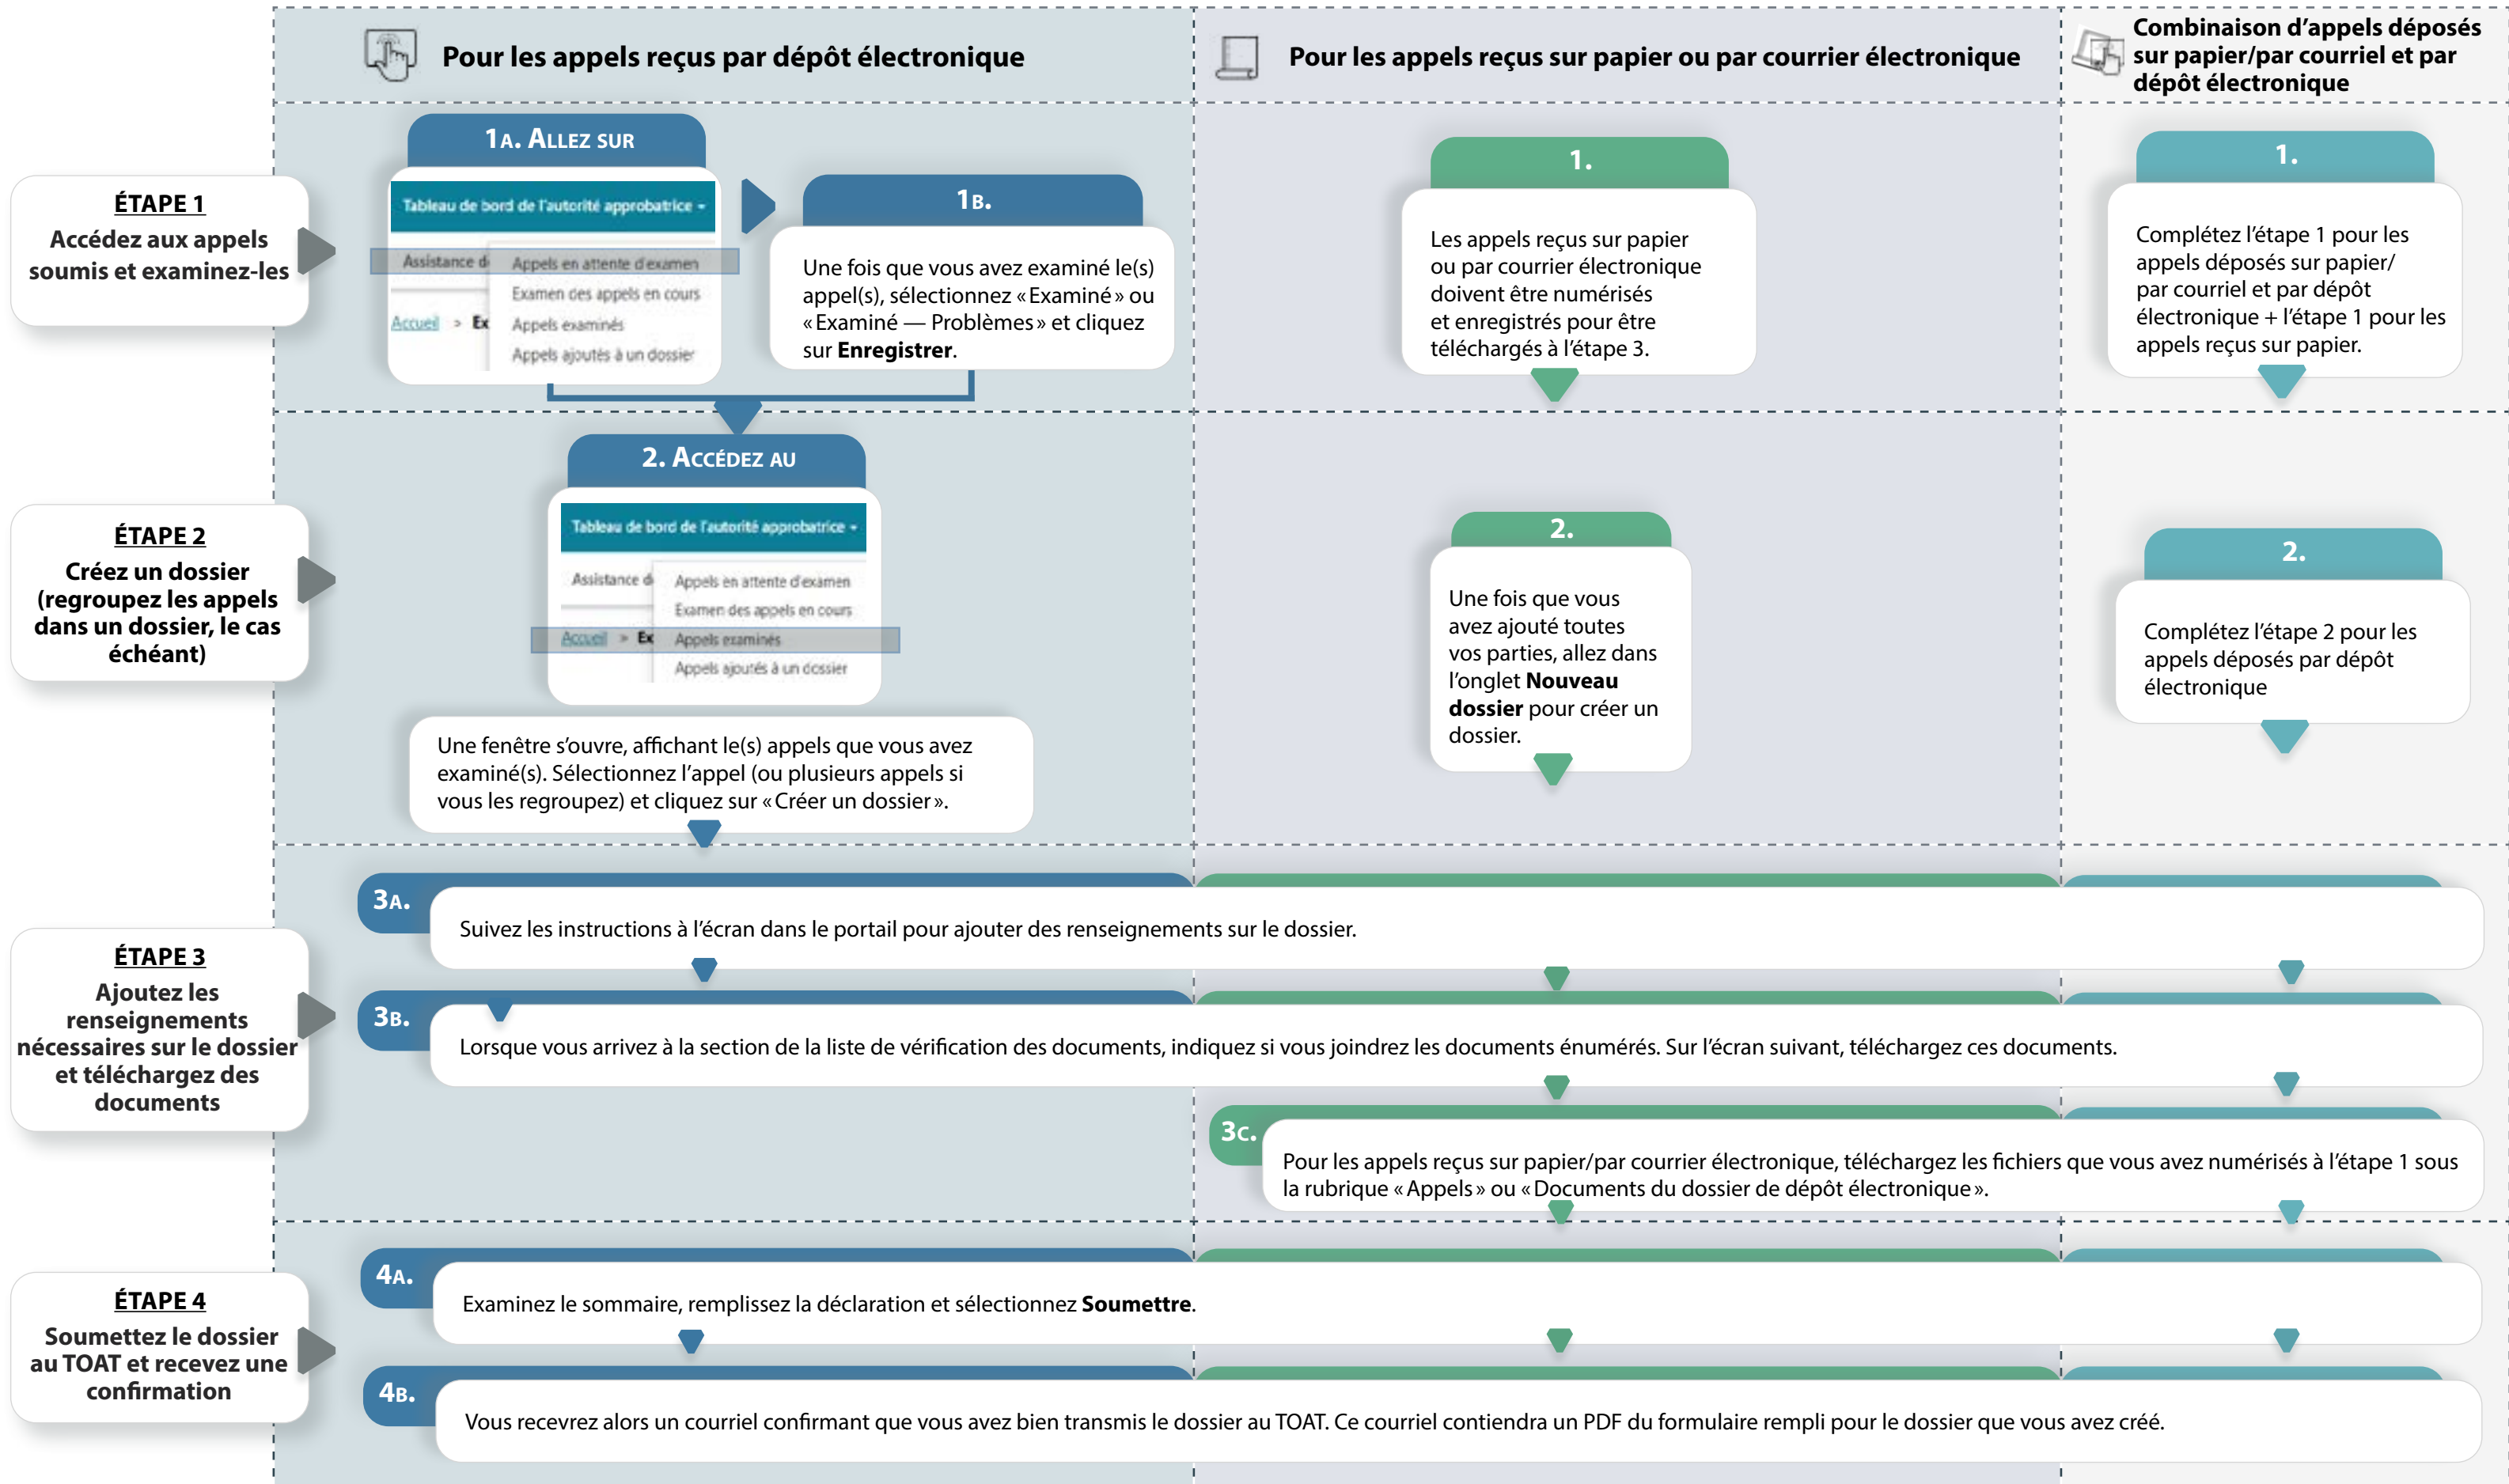 Pour les appels reçus par dépôt électronique
Pour les appels reçus sur papier ou par courrier électronique
Combinaison d’appels déposés
sur papier/par courriel et par
dépôt électronique
ÉTAPE 1
Accédez aux appels
soumis et examinez-les
1A. ALLEZ SUR
Tableau de bord de l'autorité approbatrice
Assistance d
Appels en attente d'examen
Examen des appels en cours
Accueil > Ex
Appels examinés
Appels ajoutés à un dossier
1B.
Une fois que vous avez examiné le(s)
appel(s), sélectionnez «Examiné» ou
«Examiné — Problèmes» et cliquez
sur Enregistrer.
1.
Les appels reçus sur papier
ou par courrier électronique
doivent être numérisés
et enregistrés pour être
téléchargés à l’étape 3.
1.
Complétez l’étape 1 pour les
appels déposés sur papier/
par courriel et par dépôt
électronique + l’étape 1 pour les
appels reçus sur papier.
ÉTAPE 2
Créez un dossier
(regroupez les appels
dans un dossier, le cas
échéant)
2. ACCÉDEZ AU
Tableau de bord de l'autorité approbatrice
Assistance d
Appels en attente d'examen
Examen des appels en cours
Accueil > Ex
Appels examinés
Appels ajoutés à un dossier
Une fenêtre s’ouvre, affichant le(s) appels que vous avez
examiné(s). Sélectionnez l’appel (ou plusieurs appels si
vous les regroupez) et cliquez sur «Créer un dossier».
2.
Une fois que vous
avez ajouté toutes
vos parties, allez dans
l’onglet Nouveau
dossier pour créer un
dossier.
2.
Complétez l’étape 2 pour les
appels déposés par dépôt
électronique
ÉTAPE 3
Ajoutez les
renseignements
nécessaires sur le dossier
et téléchargez des
documents
3A.
Suivez les instructions à l’écran dans le portail pour ajouter des renseignements sur le dossier.
3B.
Lorsque vous arrivez à la section de la liste de vérification des documents, indiquez si vous joindrez les documents énumérés. Sur l’écran suivant, téléchargez ces documents.
3C.
Pour les appels reçus sur papier/par courrier électronique, téléchargez les fichiers que vous avez numérisés à l’étape 1 sous
la rubrique «Appels» ou «Documents du dossier de dépôt électronique».
ÉTAPE 4
Soumettez le dossier
au TOAT et recevez une
confirmation
4A.
Examinez le sommaire, remplissez la déclaration et sélectionnez Soumettre.
4B.
Vous recevrez alors un courriel confirmant que vous avez bien transmis le dossier au TOAT. Ce courriel contiendra un PDF du formulaire rempli pour le dossier que vous avez créé.